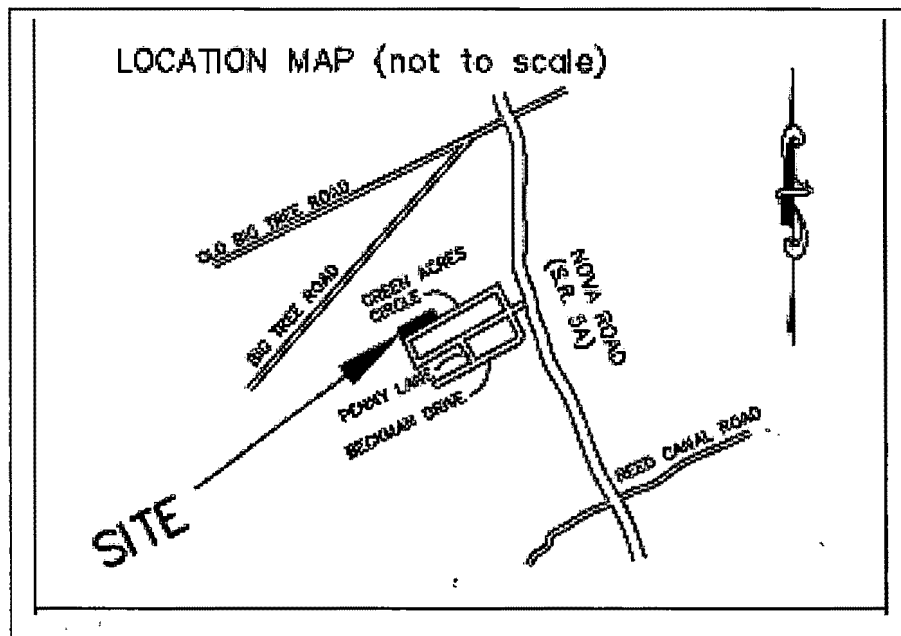 LOCATION MAP (not to scale)
OLD BIG TREE ROAD
BIG TREE ROAD
GREEN ACRES
CIRCLE
NOVA ROAD
(S.R. 5A)
PENNY LANE
BECKMAN DRIVE
REED CANAL ROAD
SITE